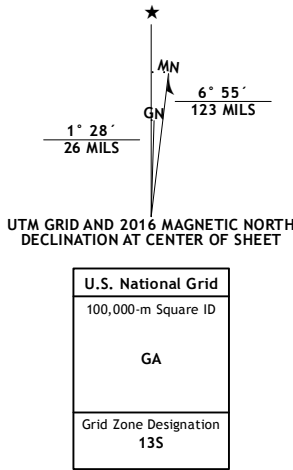 ★
MN
GN
6° 55´
123 MILS
1° 28´
26 MILS
UTM GRID AND 2016 MAGNETIC NORTH
DECLINATION AT CENTER OF SHEET
U.S. National Grid
100,000-m Square ID
GA
Grid Zone Designation
13S